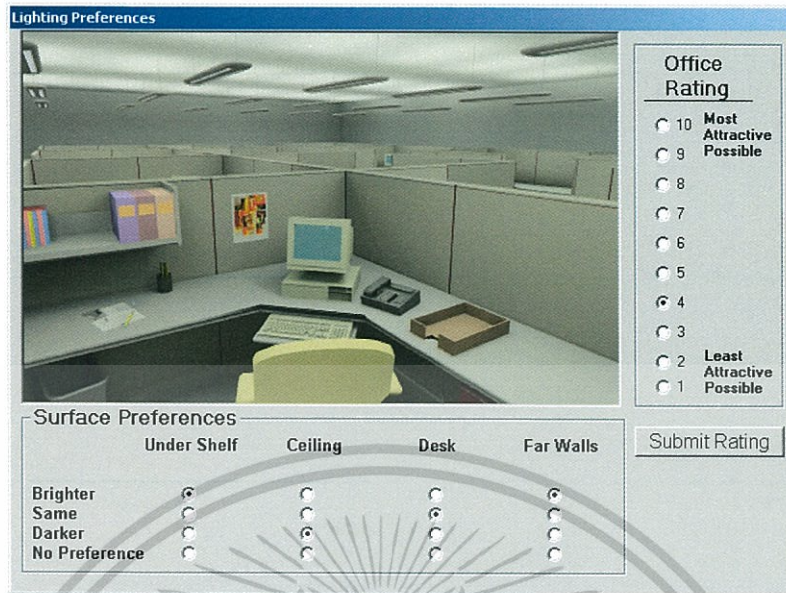 Lighting Preferences
Office
Rating
10 Most
Attractive
9 Possible
8
7
6
5
4
3
2 Least
Attractive
1 Possible
Submit Rating
Surface Preferences
Under Shelf Ceiling Desk Far Walls
Brighter
Same
Darker
No Preference